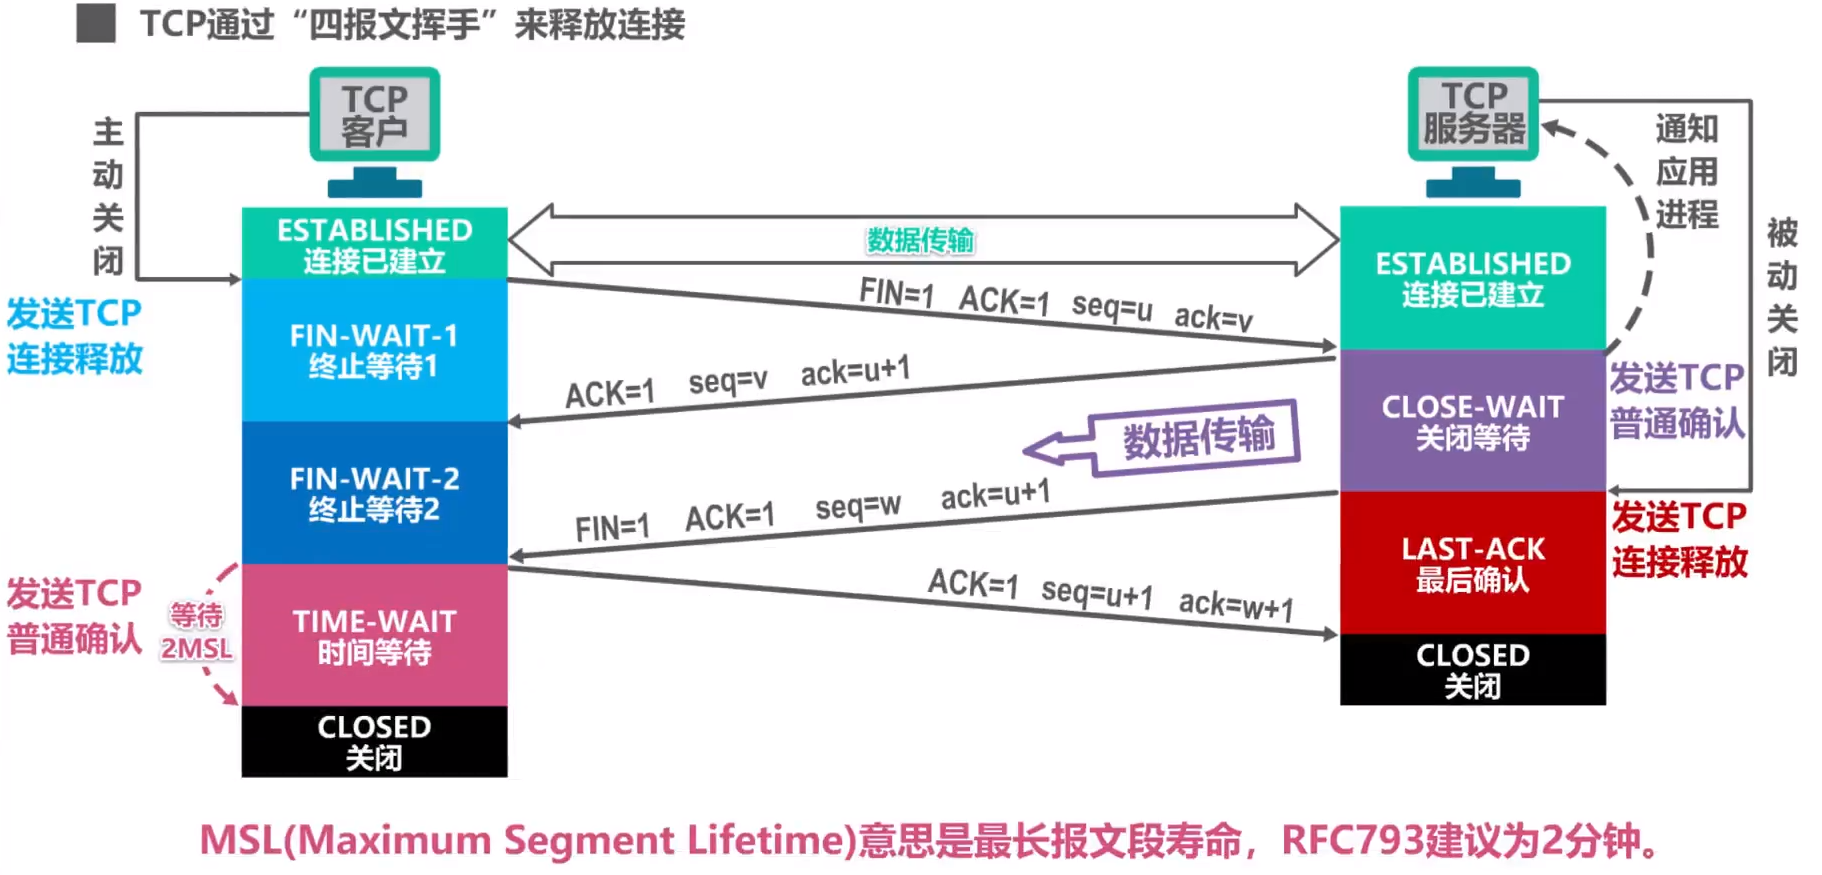 TCP通过“四报文挥手”来释放连接
TCP
客户
TCP
服务器
主动关闭
通知
应用
进程
被动关闭
ESTABLISHED
连接已建立
数据传输
ESTABLISHED
连接已建立
FIN=1 ACK=1 seq=u ack=v
发送TCP
连接释放
FIN-WAIT-1
终止等待1
ACK=1 seq=v ack=u+1
发送TCP
普通确认
CLOSE-WAIT
关闭等待
数据传输
FIN-WAIT-2
终止等待2
FIN=1 ACK=1 seq=w ack=u+1
发送TCP
连接释放
LAST-ACK
最后确认
ACK=1 seq=u+1 ack=w+1
发送TCP
普通确认
等待
2MSL
TIME-WAIT
时间等待
CLOSED
关闭
CLOSED
关闭
MSL(Maximum Segment Lifetime)意思是最长报文段寿命，RFC793建议为2分钟。